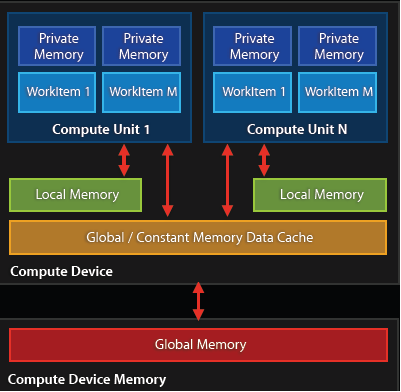 Private Memory
Private Memory
Private Memory
Private Memory
WorkItem 1
WorkItem M
WorkItem 1
WorkItem M
Compute Unit 1
Compute Unit N
Local Memory
Local Memory
Global / Constant Memory Data Cache
Compute Device
Global Memory
Compute Device Memory